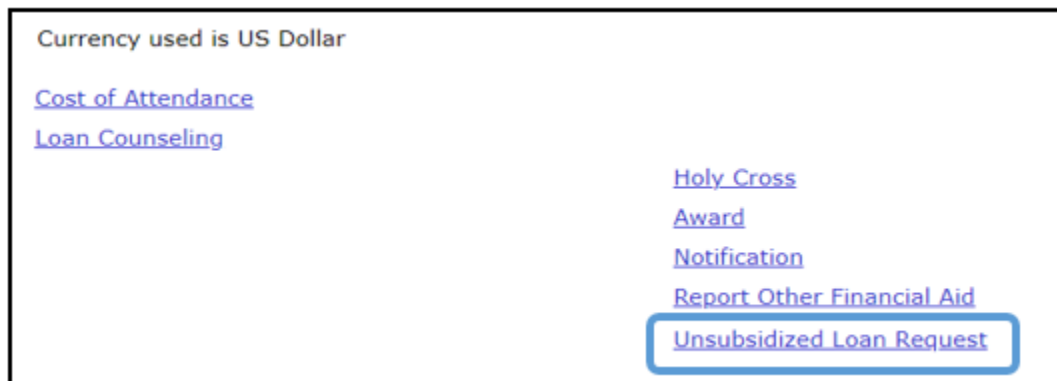 Currency used is US Dollar
Cost of Attendance
Loan Counseling
Holy Cross
Award
Notification
Report Other Financial Aid
Unsubsidized Loan Request